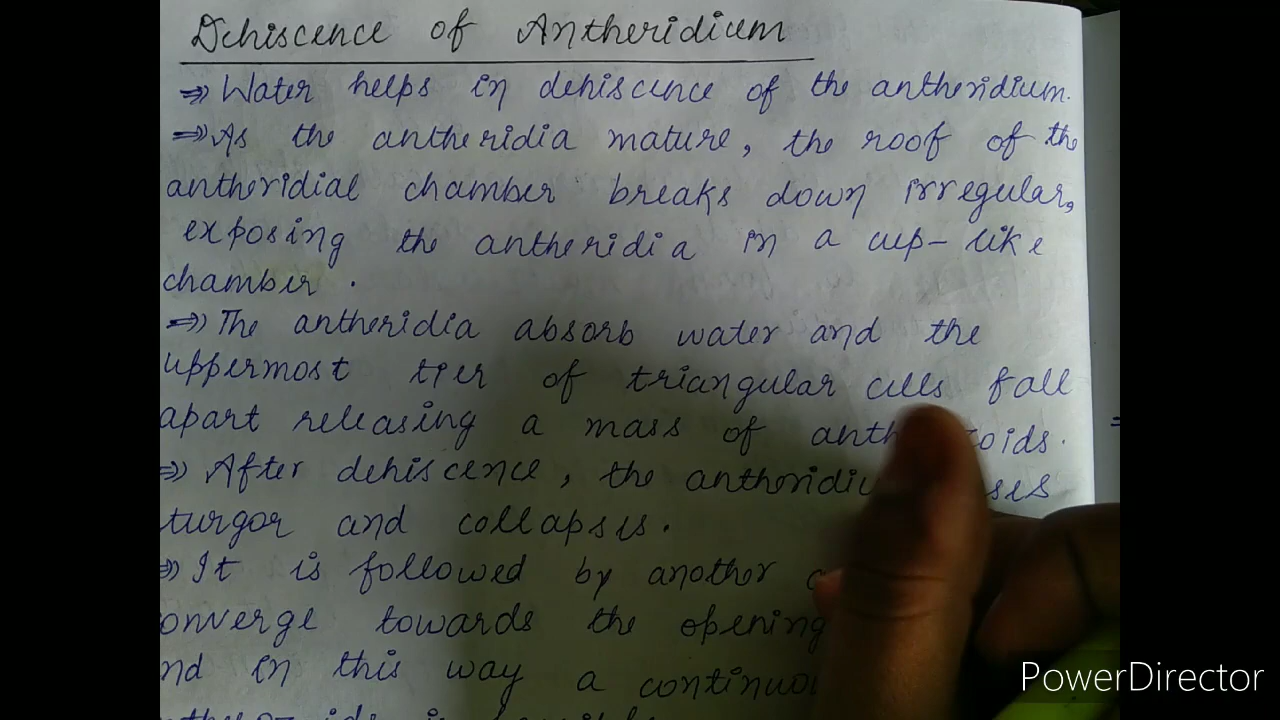 Dehiscence of Antheridium
⇒ Water helps in dehiscence of the antheridium.
⇒ As the antheridia mature, the roof of the
antheridial chamber breaks down irregular,
exposing the antheridia in a cup-like
chamber.
⇒ The antheridia absorb water and the
uppermost tier of triangular cells fall
apart releasing a mass of
⇒ After dehiscence, the
turgor and collapses.
⇒ It is followed by another
onverge towards the opening
nd in this way a
PowerDirector